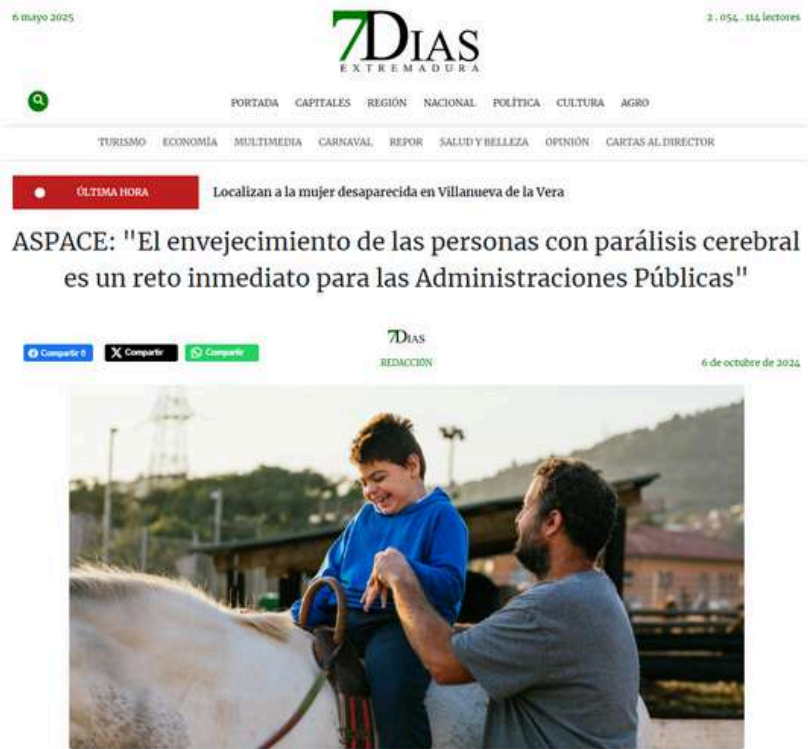 6 mayo 2025
7DIAS
EXTREMADURA
2.054.114 lectores
PORTADA CAPITALES REGIÓN NACIONAL POLÍTICA CULTURA AGRO
TURISMO ECONOMÍA MULTIMEDIA CARNAVAL REPOR SALUD Y BELLEZA OPINIÓN CARTAS AL DIRECTOR
ÚLTIMA HORA Localizan a la mujer desaparecida en Villanueva de la Vera
ASPACE: "El envejecimiento de las personas con parálisis cerebral
es un reto inmediato para las Administraciones Públicas"
Compartir 0 Compartir Compartir
7DIAS
REDACCIÓN
6 de octubre de 2024